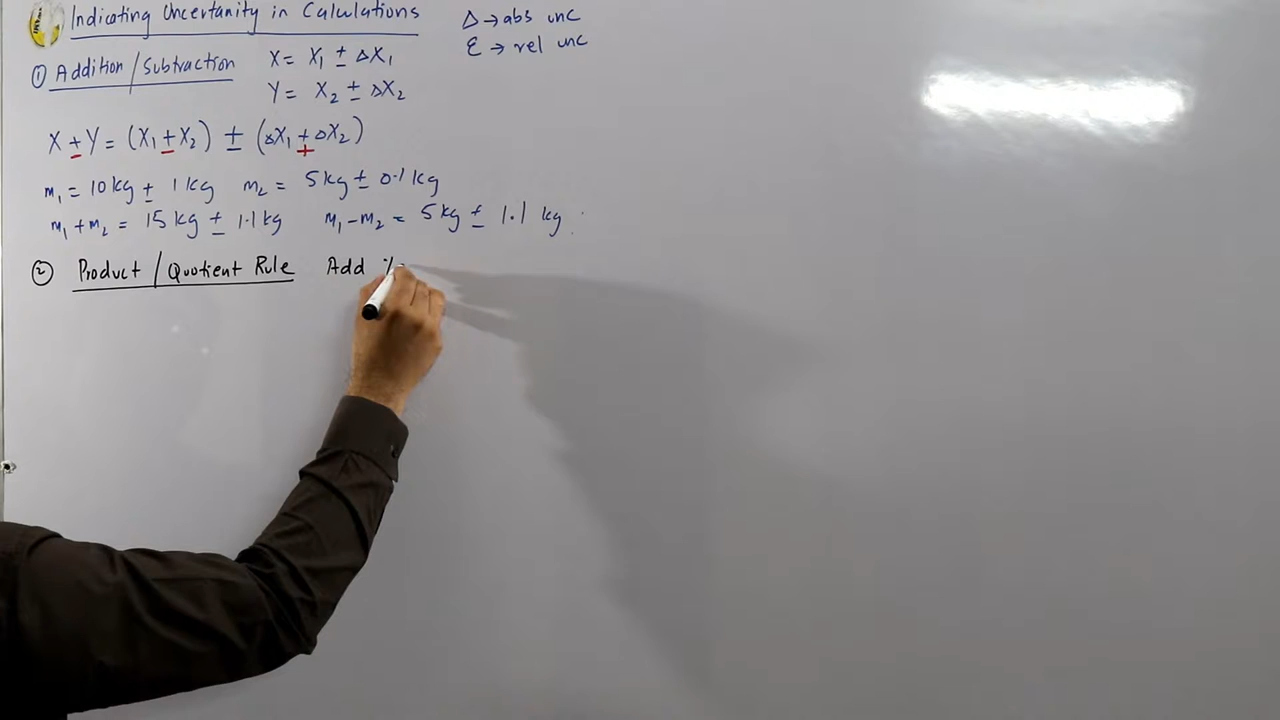 Indicating Uncertanity in Calculations
Δ → abs unc
ε → rel unc
① Addition / Subtraction X = X₁ ± ΔX₁
Y = X₂ ± ΔX₂
X + Y = (X₁ + X₂) ± (ΔX₁ + ΔX₂)
m₁ = 10 kg ± 1 kg m₂ = 5 kg ± 0.1 kg
m₁ + m₂ = 15 kg ± 1.1 kg m₁ - m₂ = 5 kg ± 1.1 kg
② Product / Quotient Rule Add %